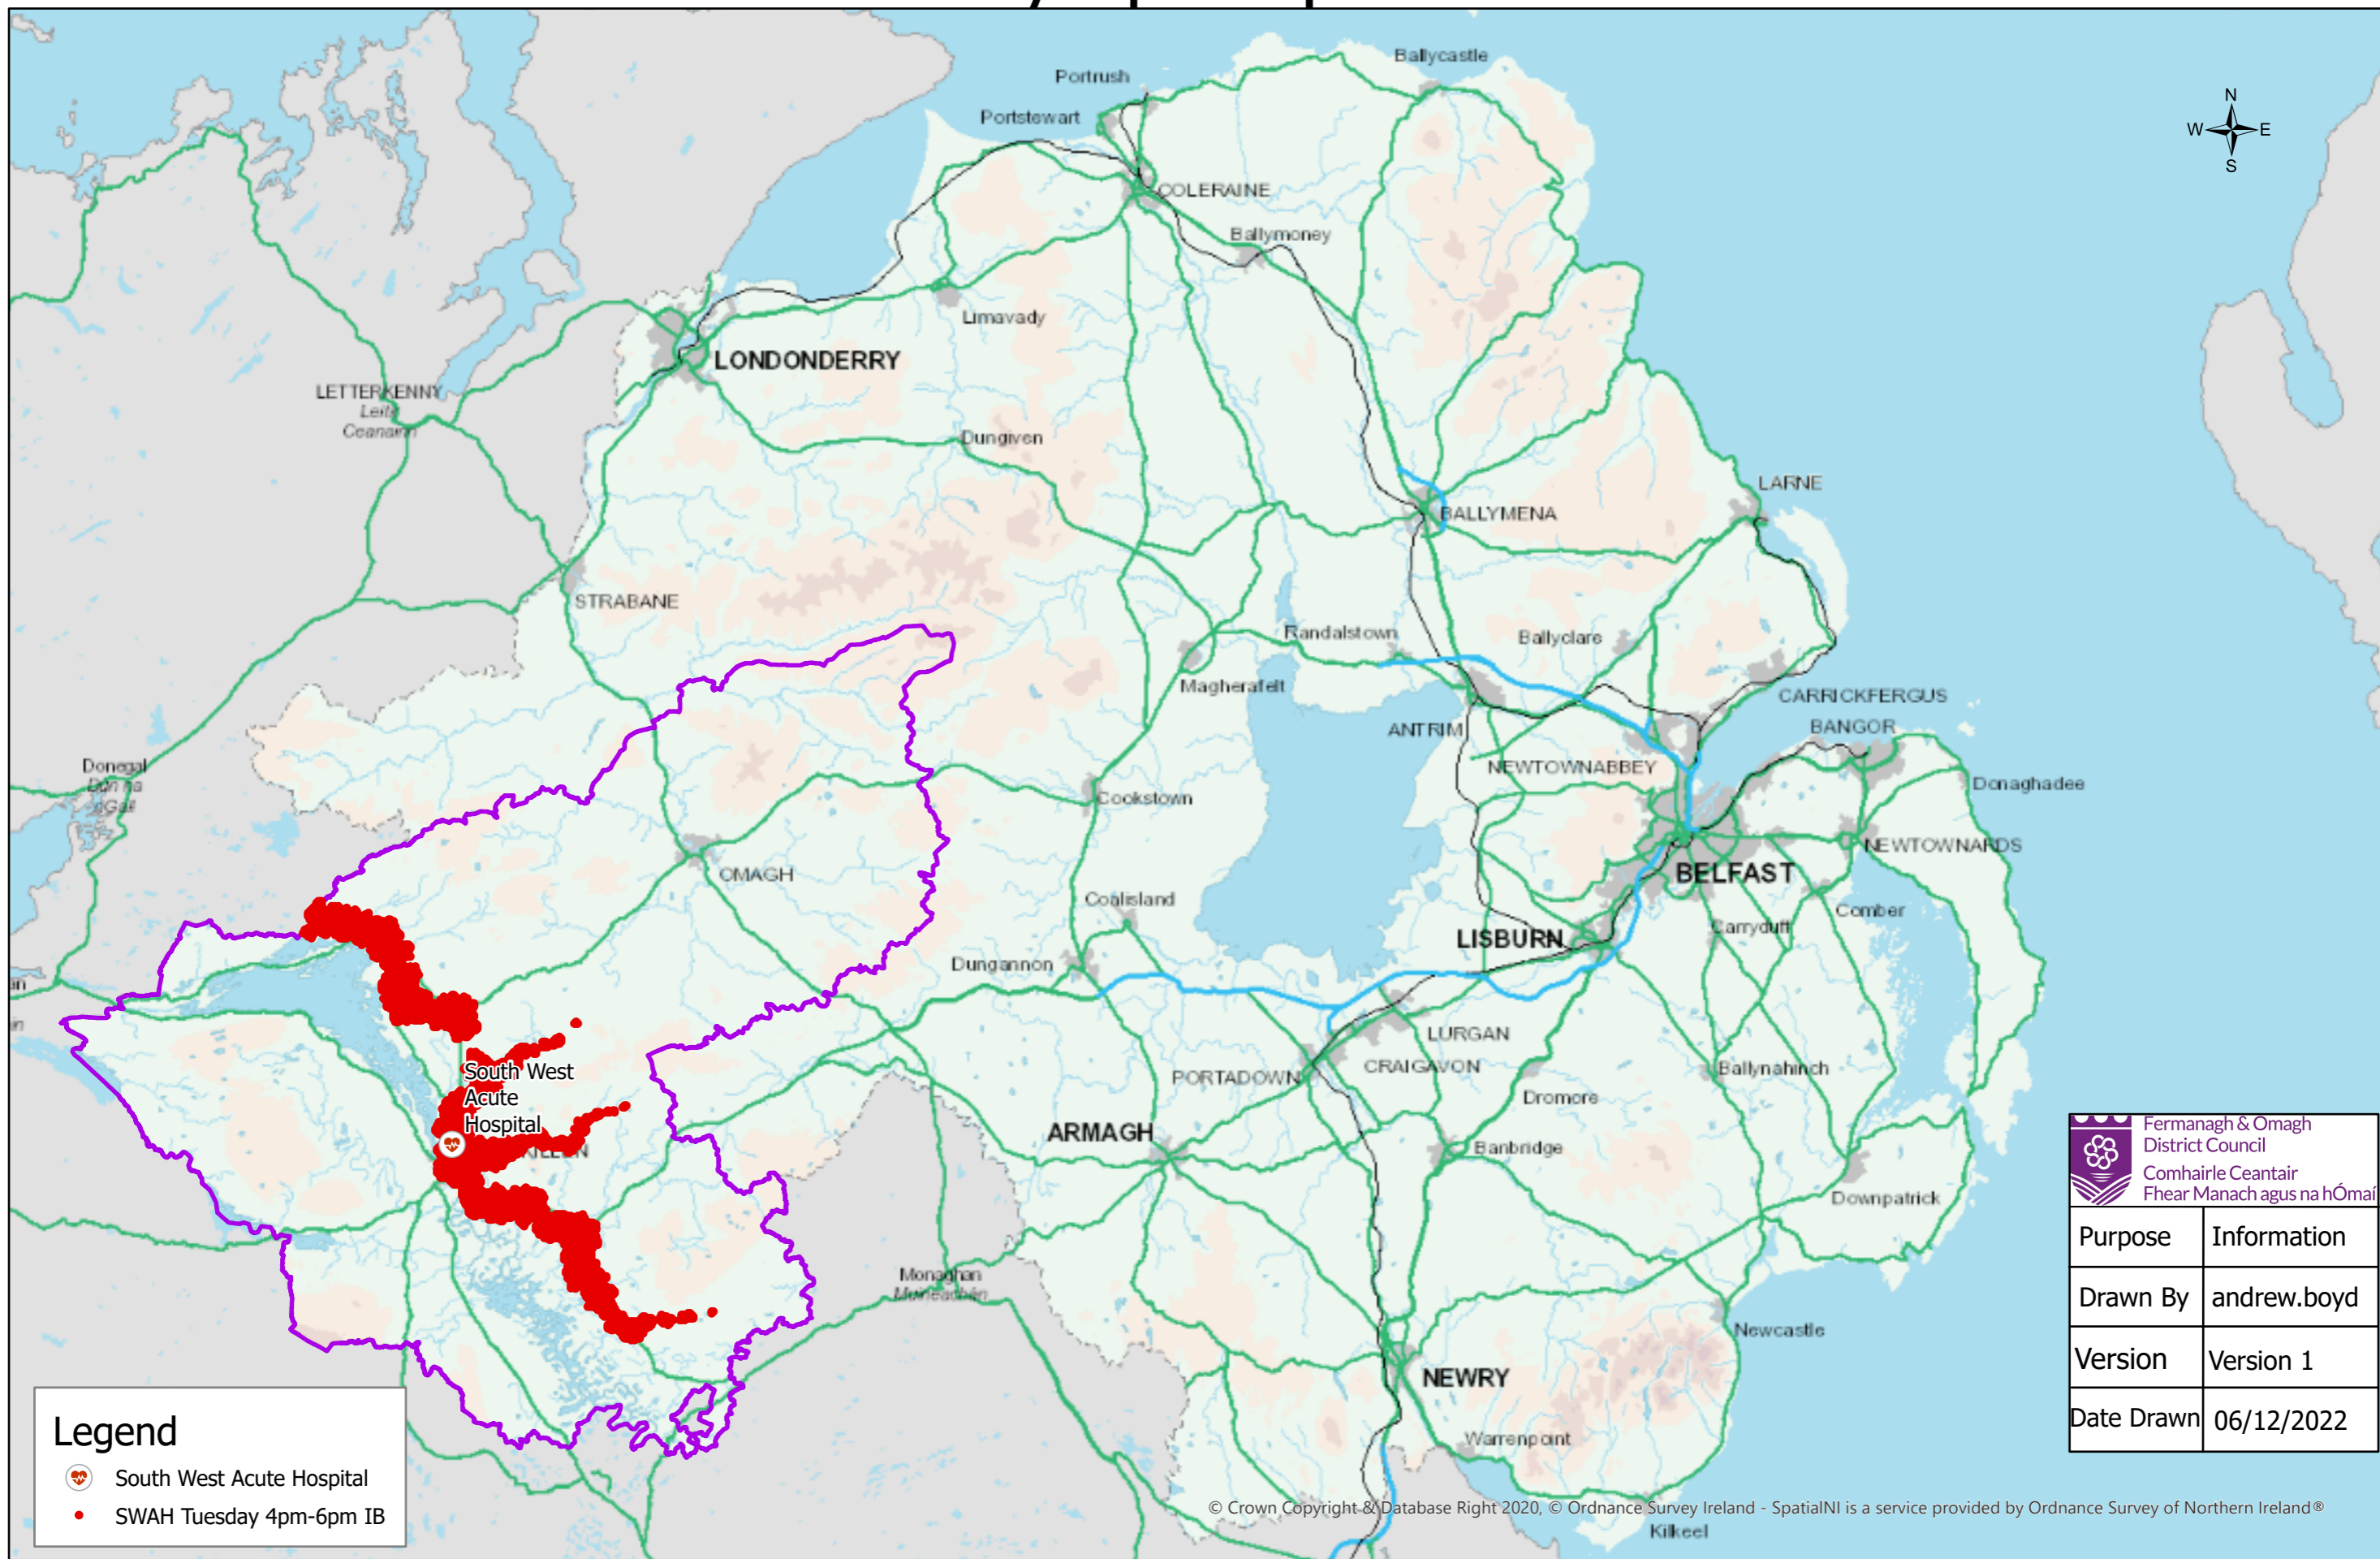 Ballycastle
Portrush
Portstewart
N
W E
S
COLERAINE
Ballymoney
Limavady
LONDONDERRY
LETTERKENNY
Ceanainn
Dungiven
LARNE
BALLYMENA
STRABANE
Randalstown
Ballyclare
Magherafelt
CARRICKFERGUS
ANTRIM
BANGOR
NEWTOWNABBEY
Donegal
Donaghadee
Cookstown
NEWTOWNARDS
OMAGH
BELFAST
Coalisland
Comber
Carryduff
LISBURN
Dungannon
LURGAN
CRAIGAVON
PORTADOWN
Ballynahinch
Dromore
South West
Acute
Hospital
ARMAGH
Banbridge
Downpatrick
Monaghan
Muineachán
Newcastle
NEWRY
Warrenpoint
Kilkeel
Fermanagh & Omagh
District Council
Comhairle Ceantair
Fhear Manach agus na hÓmaí
Purpose Information
Drawn By andrew.boyd
Version Version 1
Date Drawn 06/12/2022
Legend
South West Acute Hospital
SWAH Tuesday 4pm-6pm IB
© Crown Copyright & Database Right 2020, © Ordnance Survey Ireland - SpatialNI is a service provided by Ordnance Survey of Northern Ireland®